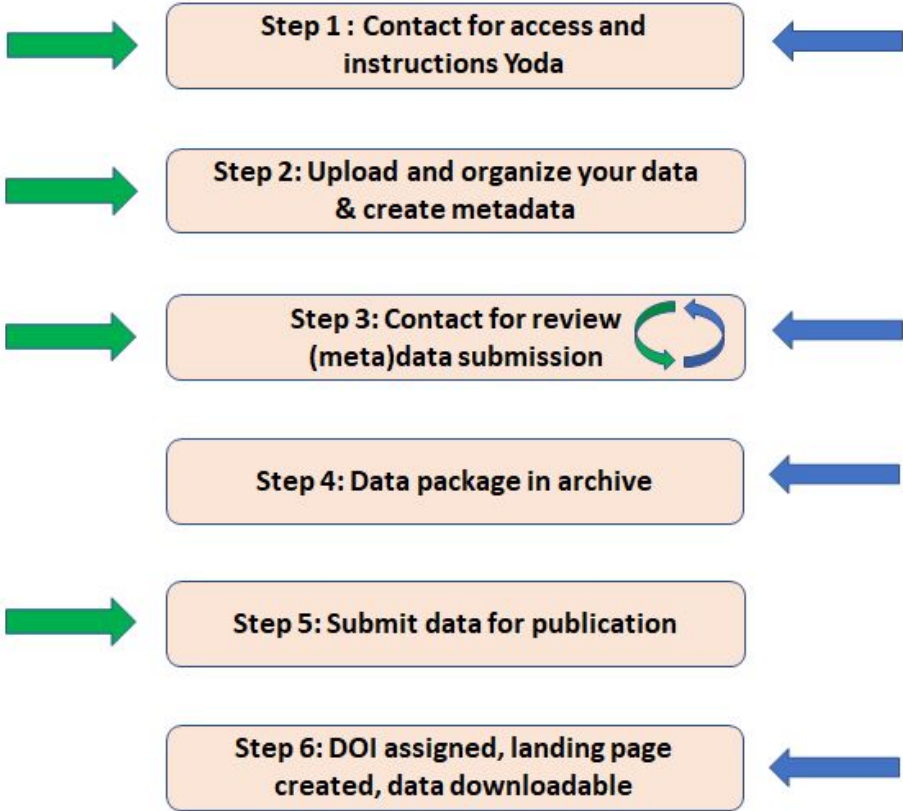 Step 1 : Contact for access and
instructions Yoda
Step 2: Upload and organize your data
& create metadata
Step 3: Contact for review
(meta)data submission
Step 4: Data package in archive
Step 5: Submit data for publication
Step 6: DOI assigned, landing page
created, data downloadable